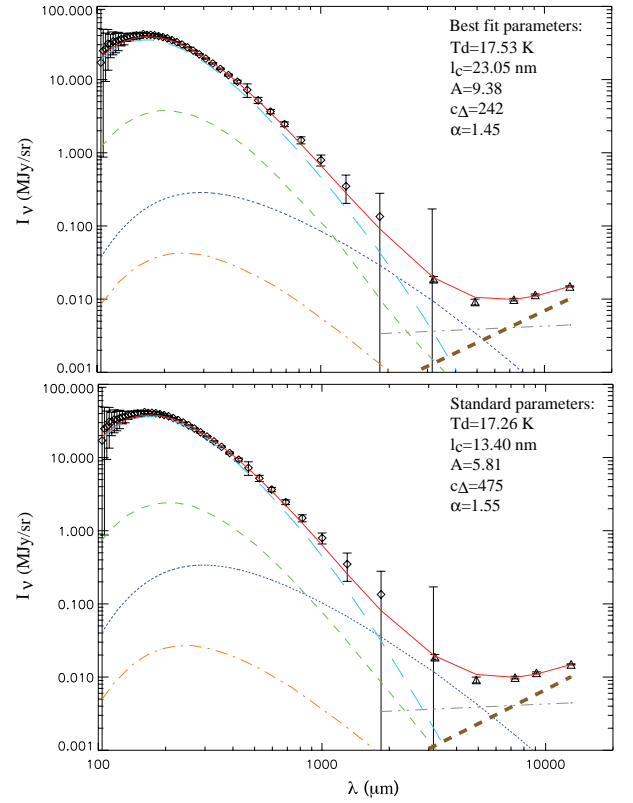 100.000
10.000
1.000
0.100
0.010
0.001
I ν (MJy/sr)
Best fit parameters:
Td=17.53 K
lc=23.05 nm
A=9.38
cΔ=242
α=1.45
100.000
10.000
1.000
0.100
0.010
0.001
I ν (MJy/sr)
Standard parameters:
Td=17.26 K
lc=13.40 nm
A=5.81
cΔ=475
α=1.55
100
1000
10000
λ (μm)